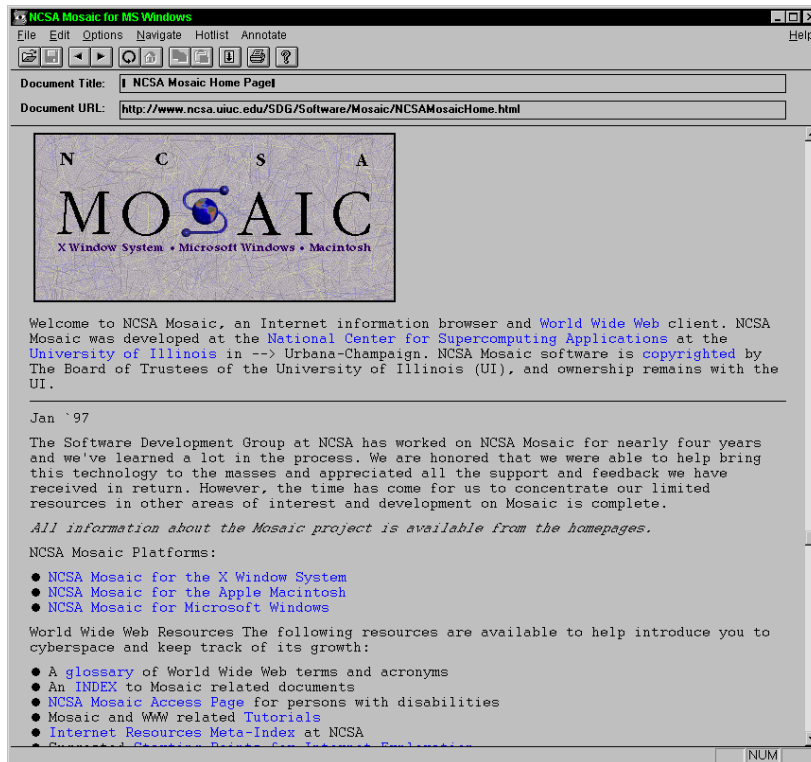 NCSA Mosaic for MS Windows
File Edit Options Navigate Hotlist Annotate Help
Document Title: NCSA Mosaic Home Page
Document URL: http://www.ncsa.uiuc.edu/SDG/Software/Mosaic/NCSAMosaicHome.html
N C S A
MOSAIC
X Window System • Microsoft Windows • Macintosh
Welcome to NCSA Mosaic, an Internet information browser and World Wide Web client. NCSA
Mosaic was developed at the National Center for Supercomputing Applications at the
University of Illinois in --> Urbana-Champaign. NCSA Mosaic software is copyrighted by
The Board of Trustees of the University of Illinois (UI), and ownership remains with the
UI.
Jan `97
The Software Development Group at NCSA has worked on NCSA Mosaic for nearly four years
and we've learned a lot in the process. We are honored that we were able to help bring
this technology to the masses and appreciated all the support and feedback we have
received in return. However, the time has come for us to concentrate our limited
resources in other areas of interest and development on Mosaic is complete.
All information about the Mosaic project is available from the homepages.
NCSA Mosaic Platforms:
● NCSA Mosaic for the X Window System
● NCSA Mosaic for the Apple Macintosh
● NCSA Mosaic for Microsoft Windows
World Wide Web Resources The following resources are available to help introduce you to
cyberspace and keep track of its growth:
● A glossary of World Wide Web terms and acronyms
● An INDEX to Mosaic related documents
● NCSA Mosaic Access Page for persons with disabilities
● Mosaic and WWW related Tutorials
● Internet Resources Meta-Index at NCSA
● Suggested Starting Points for Internet Exploration
NUM